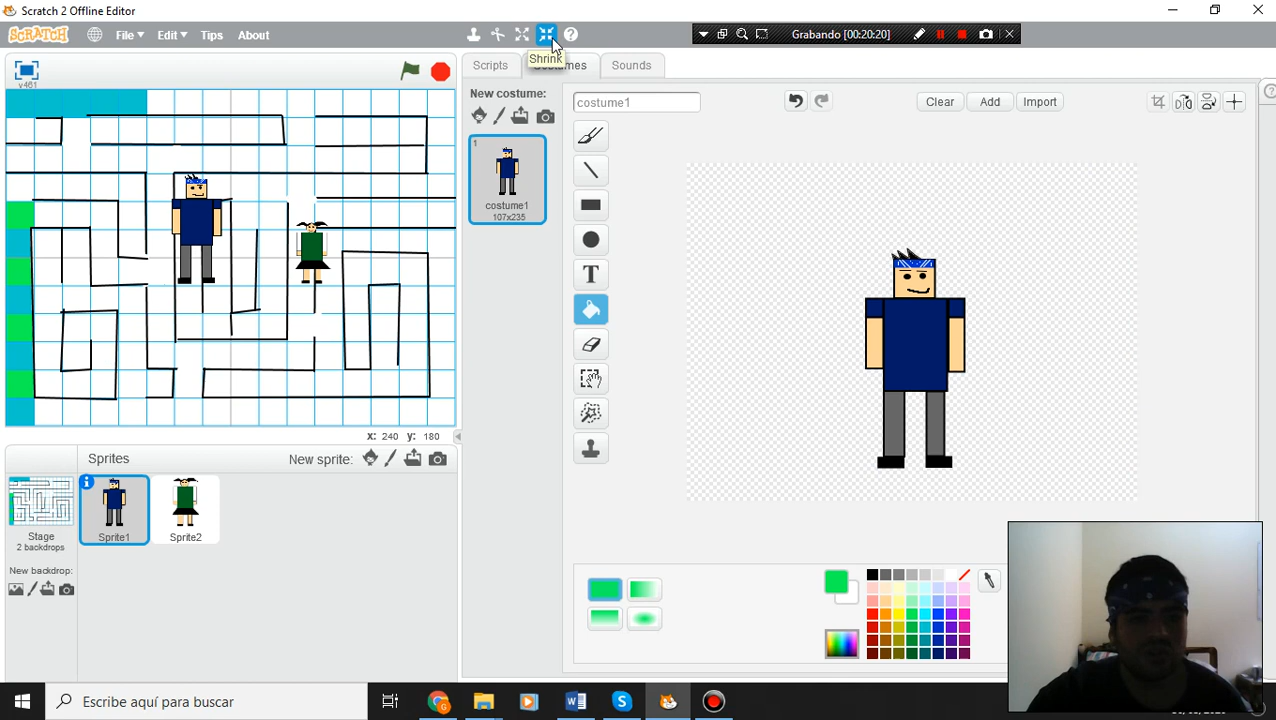 Scratch 2 Offline Editor
SCRATCH
File
Edit
Tips
About
Grabando [00:20:20]
Shrink
v461
Scripts
Sounds
New costume:
costume1
Clear
Add
Import
1
costume1
107x235
T
x: 240 y: 180
Sprites
New sprite:
Stage
2 backdrops
Sprite1
Sprite2
New backdrop:
Escribe aquí para buscar